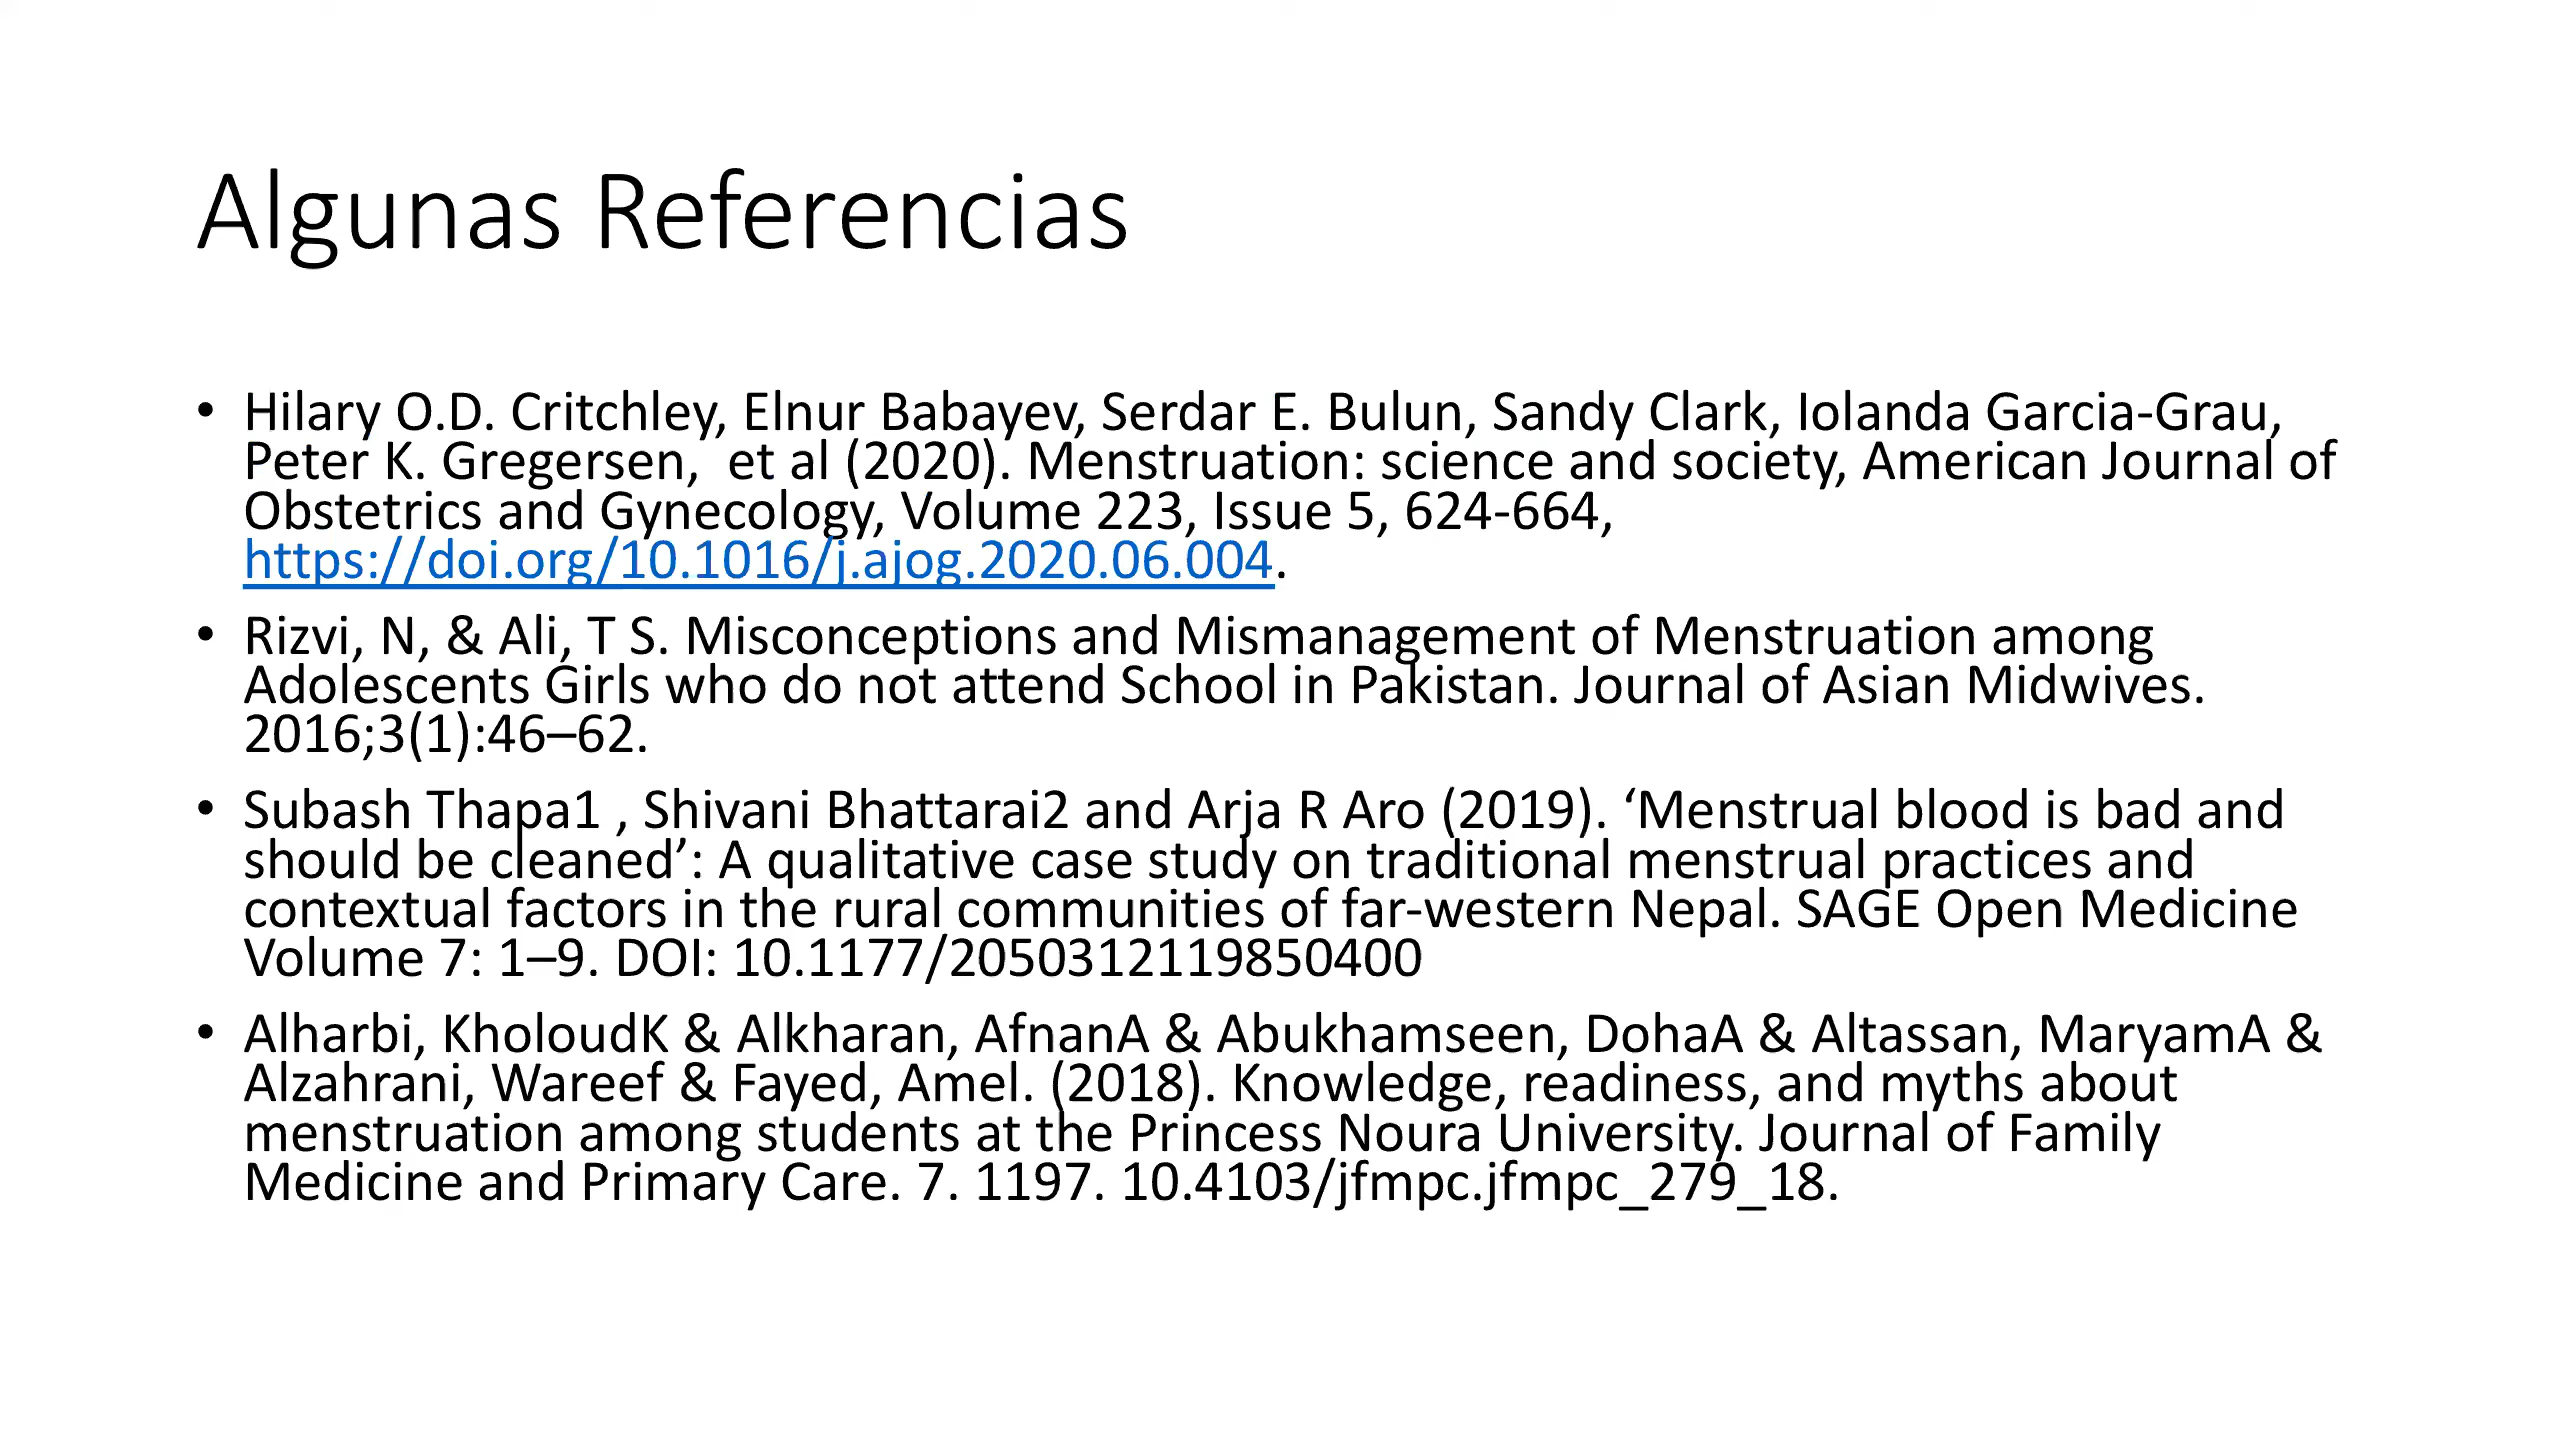 Algunas Referencias
• Hilary O.D. Critchley, Elnur Babayev, Serdar E. Bulun, Sandy Clark, Iolanda Garcia-Grau,
Peter K. Gregersen,  et al (2020). Menstruation: science and society, American Journal of
Obstetrics and Gynecology, Volume 223, Issue 5, 624-664,
https://doi.org/10.1016/j.ajog.2020.06.004.
• Rizvi, N, & Ali, T S. Misconceptions and Mismanagement of Menstruation among
Adolescents Girls who do not attend School in Pakistan. Journal of Asian Midwives.
2016;3(1):46–62.
• Subash Thapa1 , Shivani Bhattarai2 and Arja R Aro (2019). ‘Menstrual blood is bad and
should be cleaned’: A qualitative case study on traditional menstrual practices and
contextual factors in the rural communities of far-western Nepal. SAGE Open Medicine
Volume 7: 1–9. DOI: 10.1177/2050312119850400
• Alharbi, KholoudK & Alkharan, AfnanA & Abukhamseen, DohaA & Altassan, MaryamA &
Alzahrani, Wareef & Fayed, Amel. (2018). Knowledge, readiness, and myths about
menstruation among students at the Princess Noura University. Journal of Family
Medicine and Primary Care. 7. 1197. 10.4103/jfmpc.jfmpc_279_18.